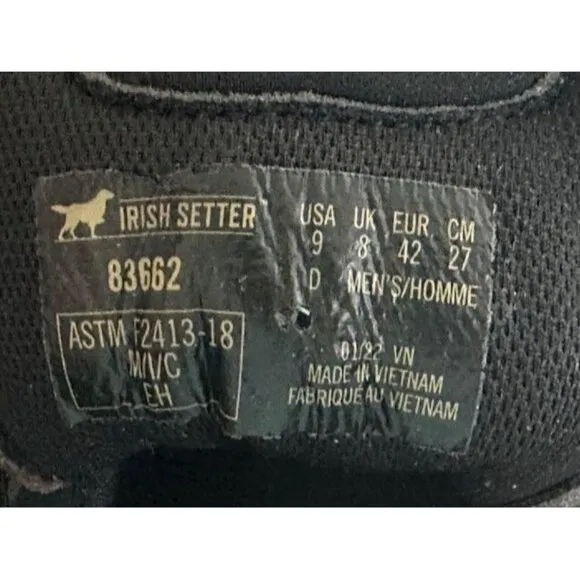 IRISH SETTER
83662
ASTM F2413-18
M/I/C
EH
USA UK EUR CM
9 8 42 27
D MEN'S/HOMME
01/22 VN
MADE IN VIETNAM
FABRIQUE AU VIETNAM